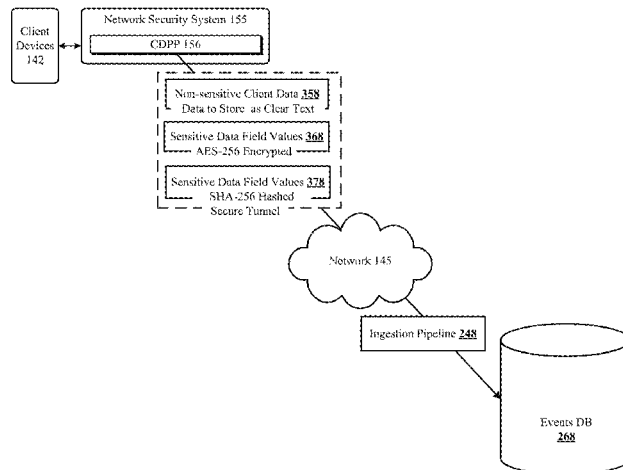 Client
Devices
142
Network Security System 155
CDPP 156
Non-sensitive Client Data 358
Data to Store as Clear Text
Sensitive Data Field Values 368
AES-256 Encrypted
Sensitive Data Field Values 378
SHA-256 Hashed
Secure Tunnel
Network 145
Ingestion Pipeline 248
Events DB
268